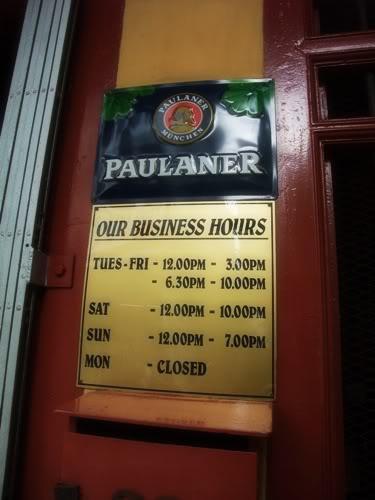 PAULANER
MÜNCHEN
PAULANER
OUR BUSINESS HOURS
TUES - FRI - 12.00PM - 3.00PM
- 6.30PM - 10.00PM
SAT - 12.00PM - 10.00PM
SUN - 12.00PM - 7.00PM
MON - CLOSED